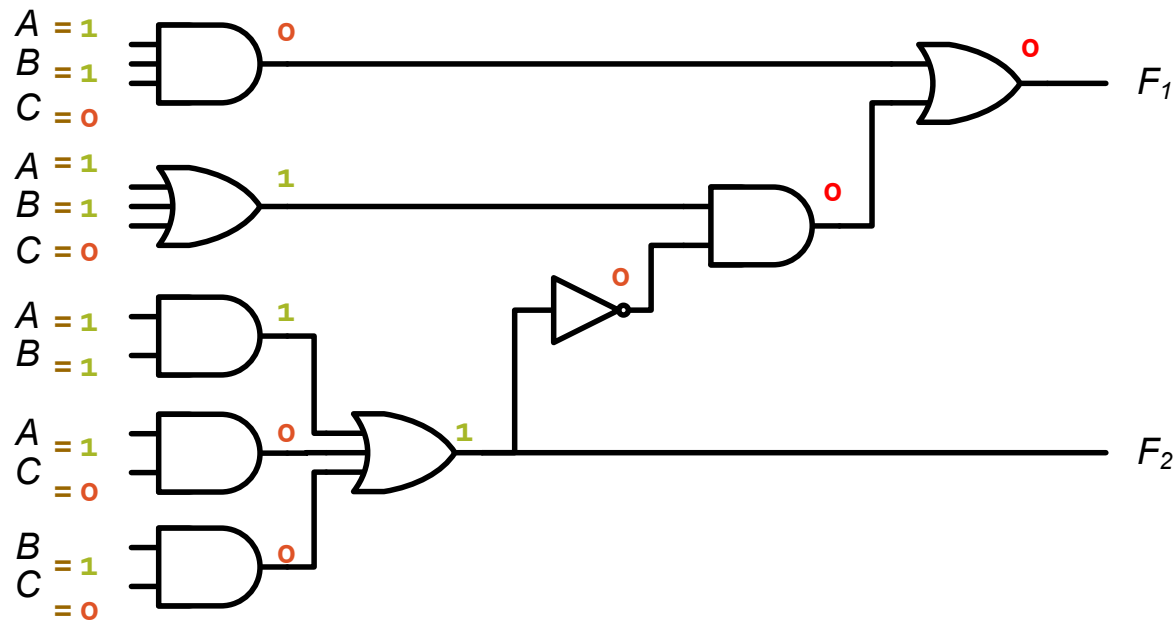 A = 1
0
0
B = 1
F1
C = 0
A = 1
1
B = 1
0
C = 0
0
A = 1
1
B = 1
A = 1
0
1
C = 0
F2
B = 1
0
C = 0